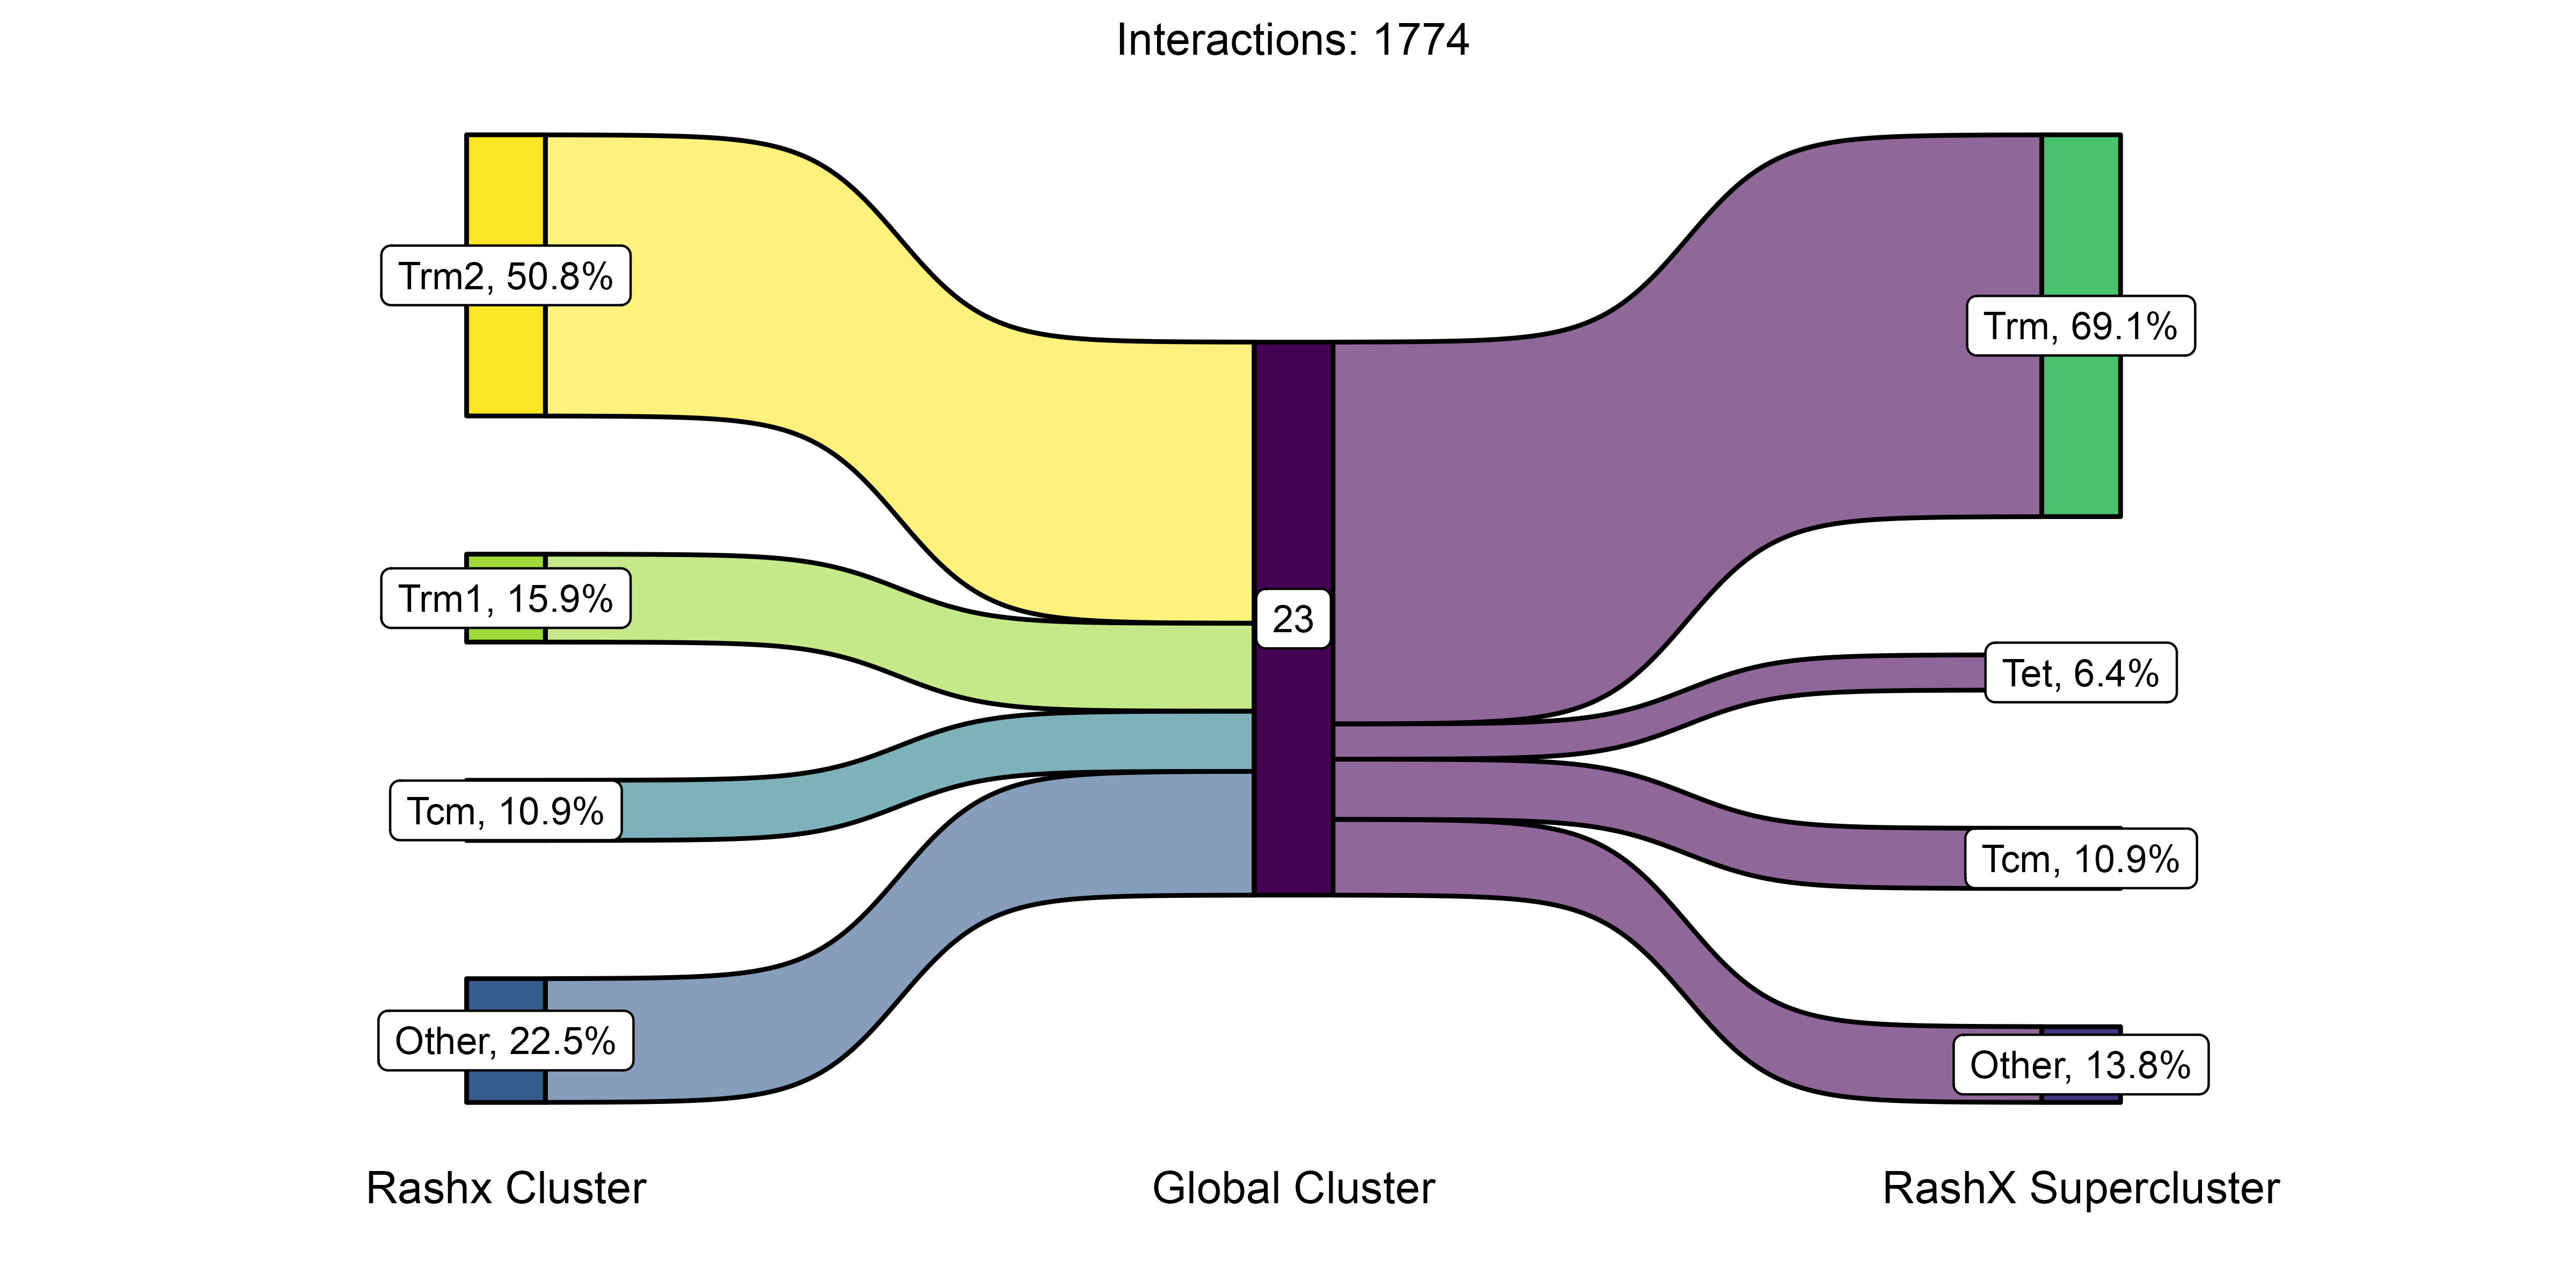 Interactions: 1774
Trm2, 50.8%
Trm1, 15.9%
Tcm, 10.9%
Other, 22.5%
23
Trm, 69.1%
Tet, 6.4%
Tcm, 10.9%
Other, 13.8%
Rashx Cluster
Global Cluster
RashX Supercluster